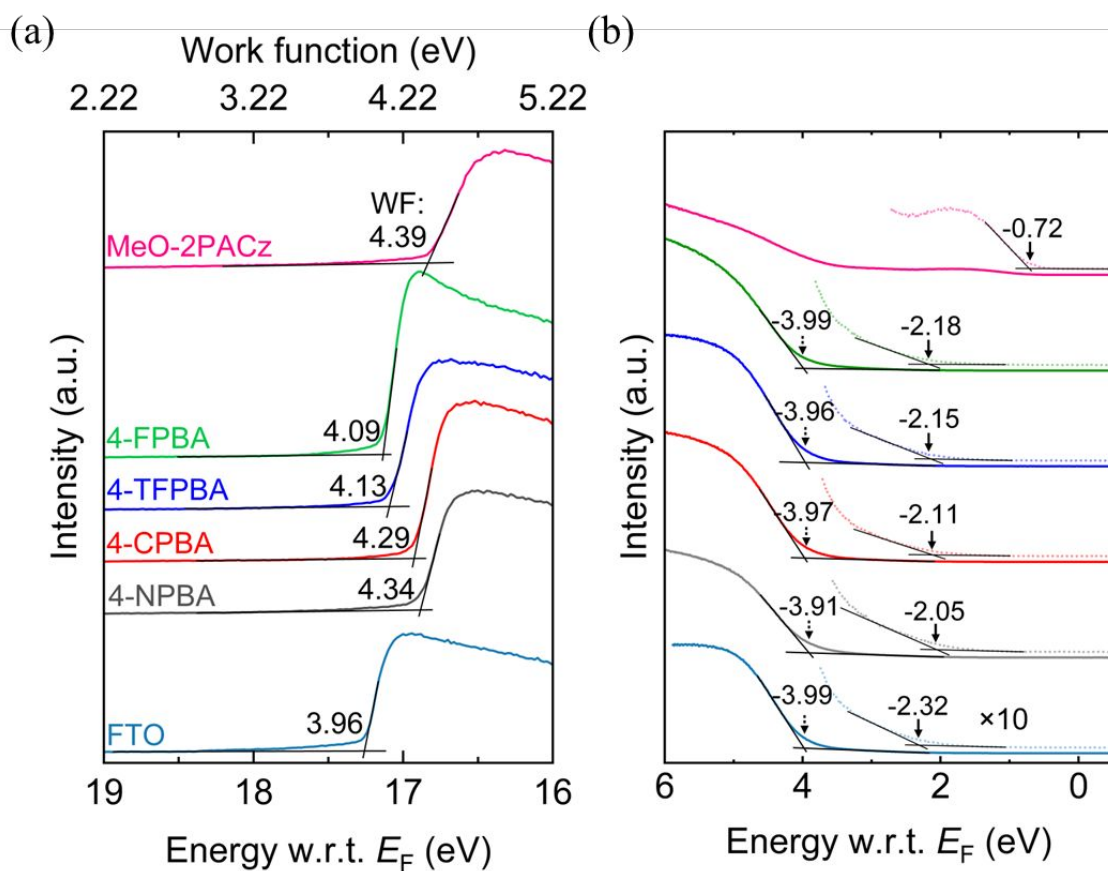 (a)
Work function (eV)
2.22 3.22 4.22 5.22
Intensity (a.u.)
WF:
4.39
MeO-2PACz
4.09
4-FPBA
4.13
4-TFPBA
4.29
4-CPBA
4.34
4-NPBA
3.96
FTO
19 18 17 16
Energy w.r.t. EF (eV)
(b)
Intensity (a.u.)
-0.72
-3.99 -2.18
-3.96 -2.15
-3.97 -2.11
-3.91 -2.05
-3.99 -2.32 ×10
6 4 2 0
Energy w.r.t. EF (eV)